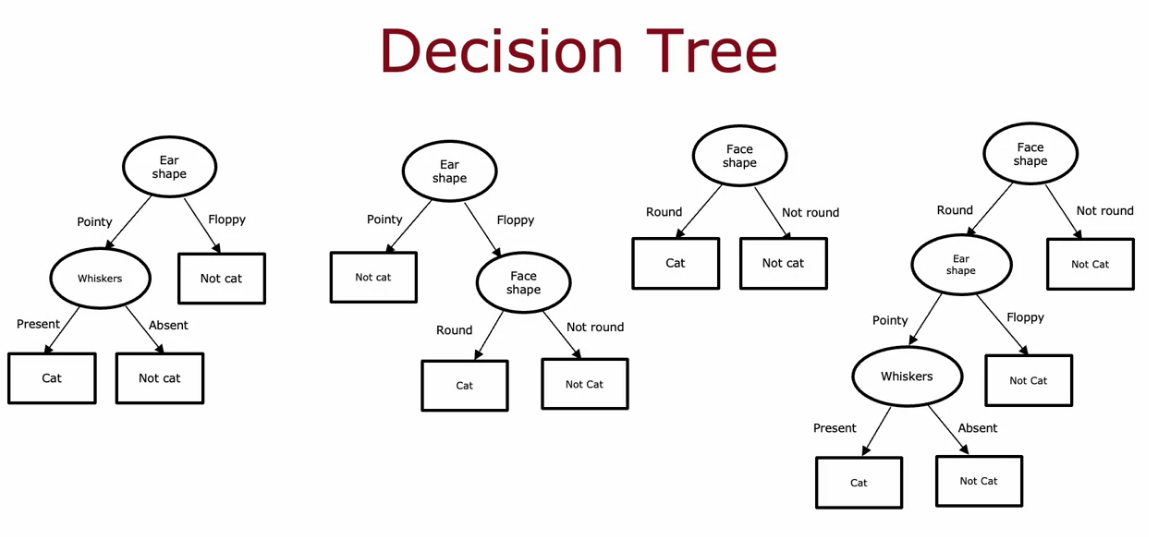 Decision Tree
Ear
shape
Pointy
Floppy
Whiskers
Not cat
Present
Absent
Cat
Not cat
Ear
shape
Pointy
Floppy
Not cat
Face
shape
Round
Not round
Cat
Not Cat
Face
shape
Round
Not round
Cat
Not cat
Face
shape
Round
Not round
Ear
shape
Not Cat
Pointy
Floppy
Whiskers
Not Cat
Present
Absent
Cat
Not Cat